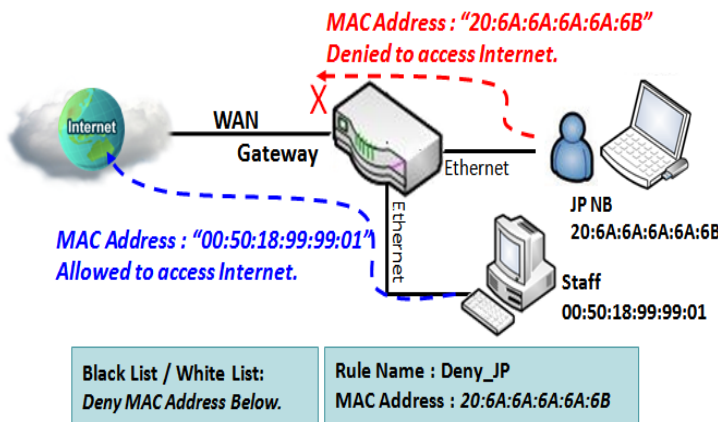 MAC Address : “20:6A:6A:6A:6A:6B”
Denied to access Internet.
X
Internet
WAN
Gateway
Ethernet
Ethernet
JP NB
20:6A:6A:6A:6A:6B
MAC Address : “00:50:18:99:99:01”
Allowed to access Internet.
Staff
00:50:18:99:99:01
Black List / White List:
Deny MAC Address Below.
Rule Name : Deny_JP
MAC Address : 20:6A:6A:6A:6A:6B